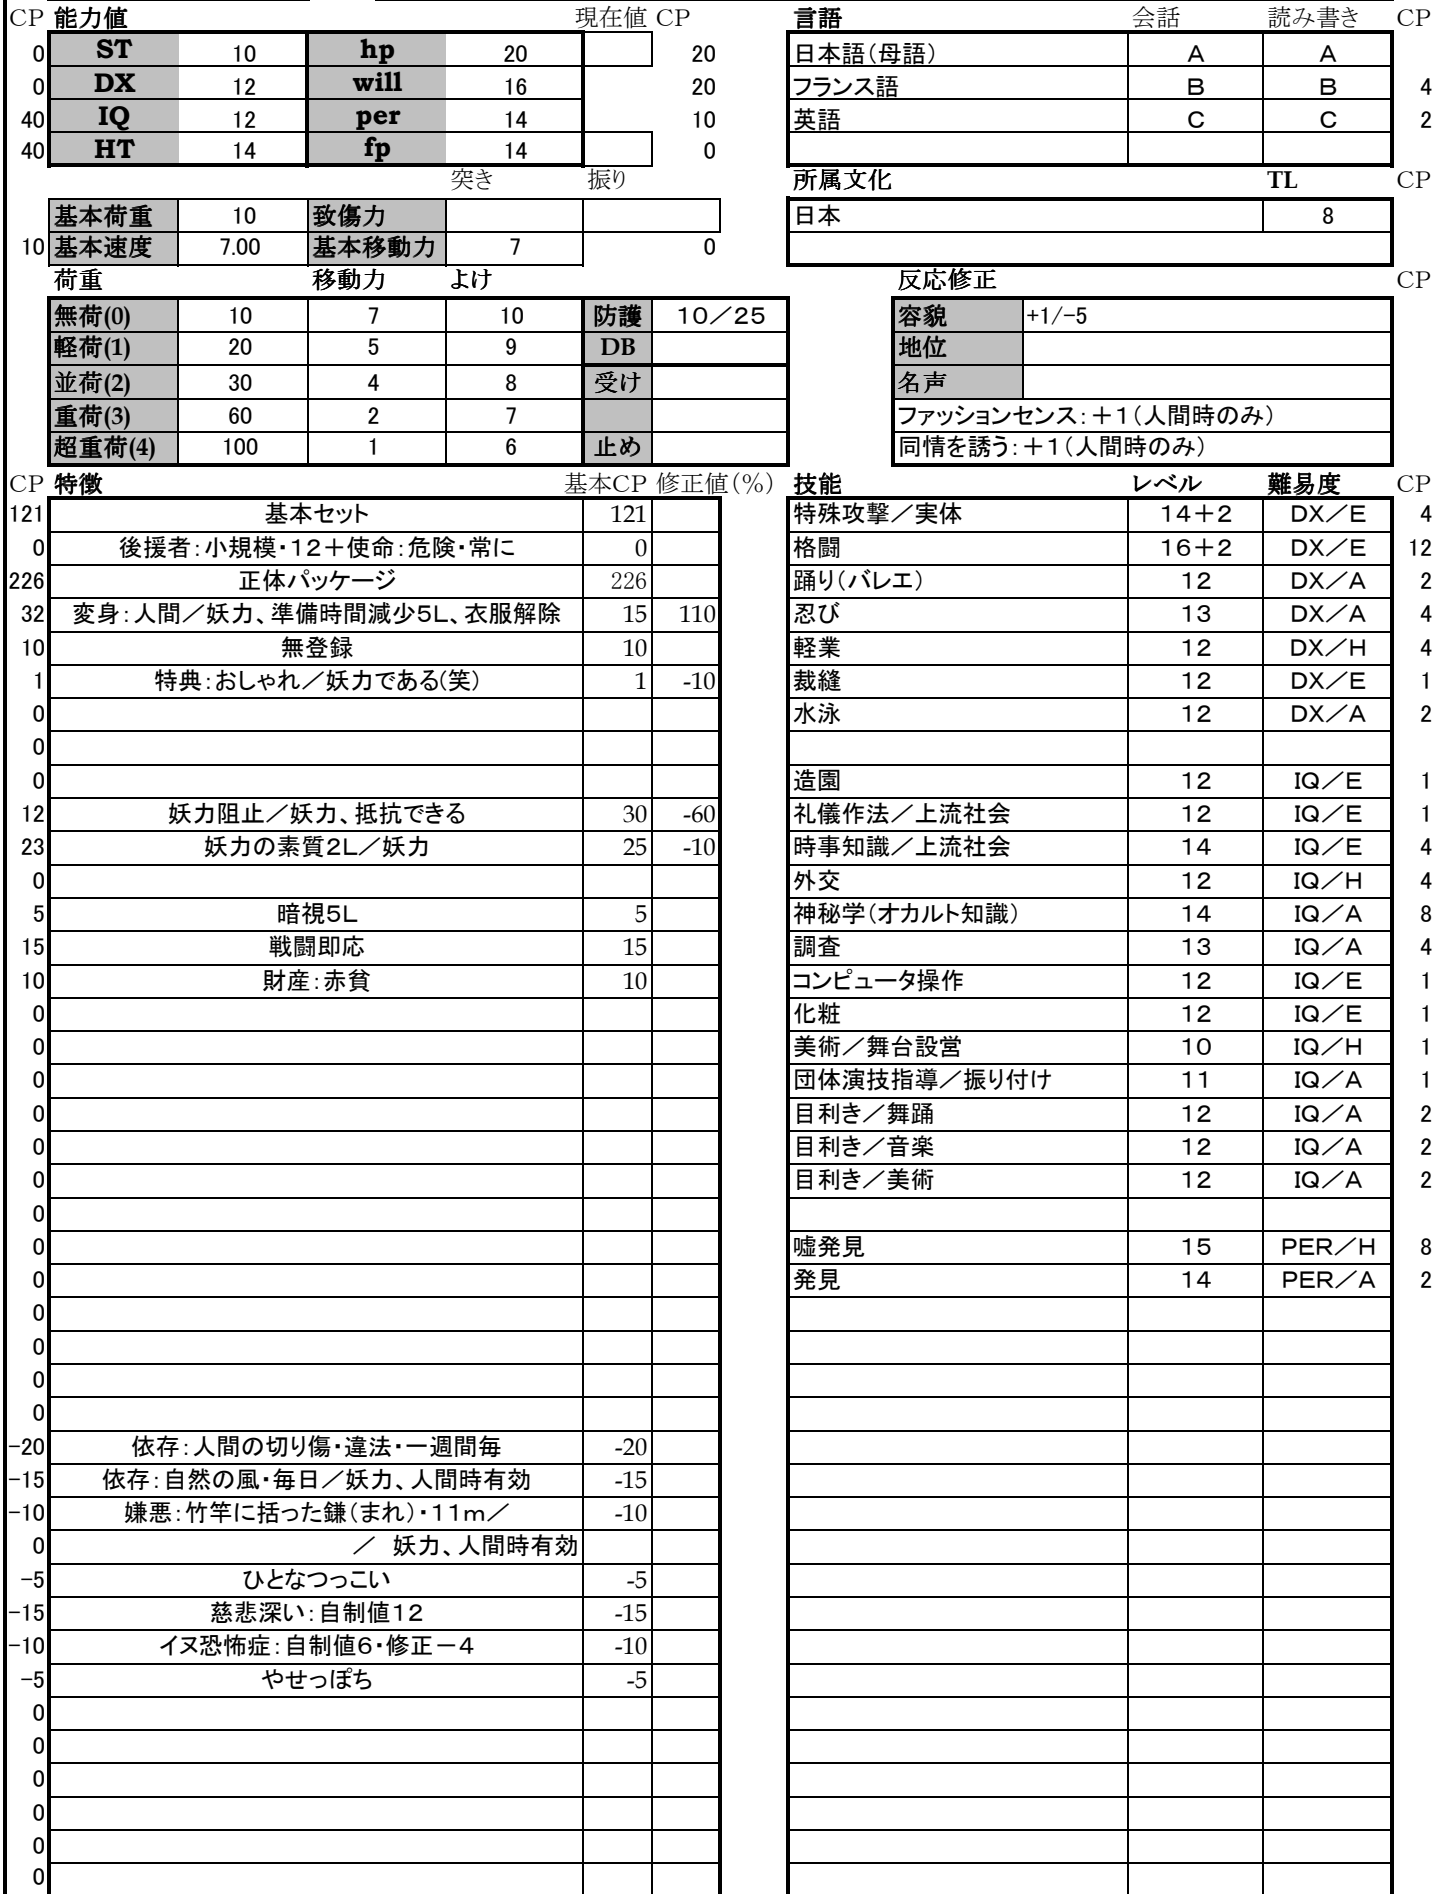 CP 能力値 現在値 CP 言語 会話 読み書き CP
0 ST 10 hp 20 20 日本語(母語) A A
0 DX 12 will 16 20 フランス語 B B 4
40 IQ 12 per 14 10 英語 C C 2
40 HT 14 fp 14 0
突き 振り 所属文化 TL CP
基本荷重 10 致傷力 日本 8
10 基本速度 7.00 基本移動力 7 0
荷重 移動力 よけ 反応修正 CP
無荷(0) 10 7 10 防護 10/25 容貌 +1/-5
軽荷(1) 20 5 9 DB 地位
並荷(2) 30 4 8 受け 名声
重荷(3) 60 2 7 ファッションセンス:+1(人間時のみ)
超重荷(4) 100 1 6 止め 同情を誘う:+1(人間時のみ)
CP 特徴 基本CP 修正値(%) 技能 レベル 難易度 CP
121 基本セット 121 特殊攻撃/実体 14+2 DX/E 4
0 後援者:小規模・12+使命:危険・常に 0 格闘 16+2 DX/E 12
226 正体パッケージ 226 踊り(バレエ) 12 DX/A 2
32 変身:人間/妖力、準備時間減少5L、衣服解除 15 110 忍び 13 DX/A 4
10 無登録 10 軽業 12 DX/H 4
1 特典:おしゃれ/妖力である(笑) 1 -10 裁縫 12 DX/E 1
0 水泳 12 DX/A 2
0
0 造園 12 IQ/E 1
12 妖力阻止/妖力、抵抗できる 30 -60 礼儀作法/上流社会 12 IQ/E 1
23 妖力の素質2L/妖力 25 -10 時事知識/上流社会 14 IQ/E 4
0 外交 12 IQ/H 4
5 暗視5L 5 神秘学(オカルト知識) 14 IQ/A 8
15 戦闘即応 15 調査 13 IQ/A 4
10 財産:赤貧 10 コンピュータ操作 12 IQ/E 1
0 化粧 12 IQ/E 1
0 美術/舞台設営 10 IQ/H 1
0 団体演技指導/振り付け 11 IQ/A 1
0 目利き/舞踊 12 IQ/A 2
0 目利き/音楽 12 IQ/A 2
0 目利き/美術 12 IQ/A 2
0
0 嘘発見 15 PER/H 8
0 発見 14 PER/A 2
0
0
0
0
-20 依存:人間の切り傷・違法・一週間毎 -20
-15 依存:自然の風・毎日/妖力、人間時有効 -15
-10 嫌悪:竹竿に括った鎌(まれ)・11m/ -10
0 / 妖力、人間時有効
-5 ひとなつっこい -5
-15 慈悲深い:自制値12 -15
-10 イヌ恐怖症:自制値6・修正-4 -10
-5 やせっぽち -5
0
0
0
0
0
0